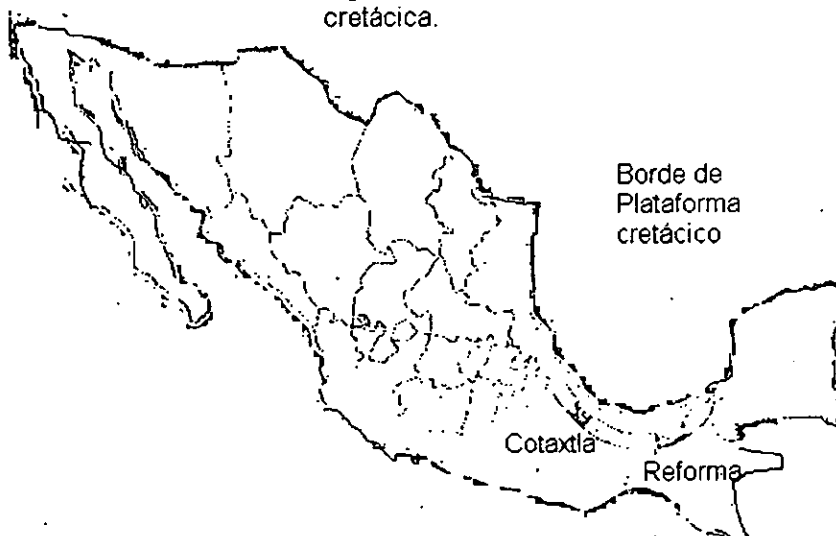 cretácica.
Borde de
Plataforma
cretácico
Cotaxtla
Reforma